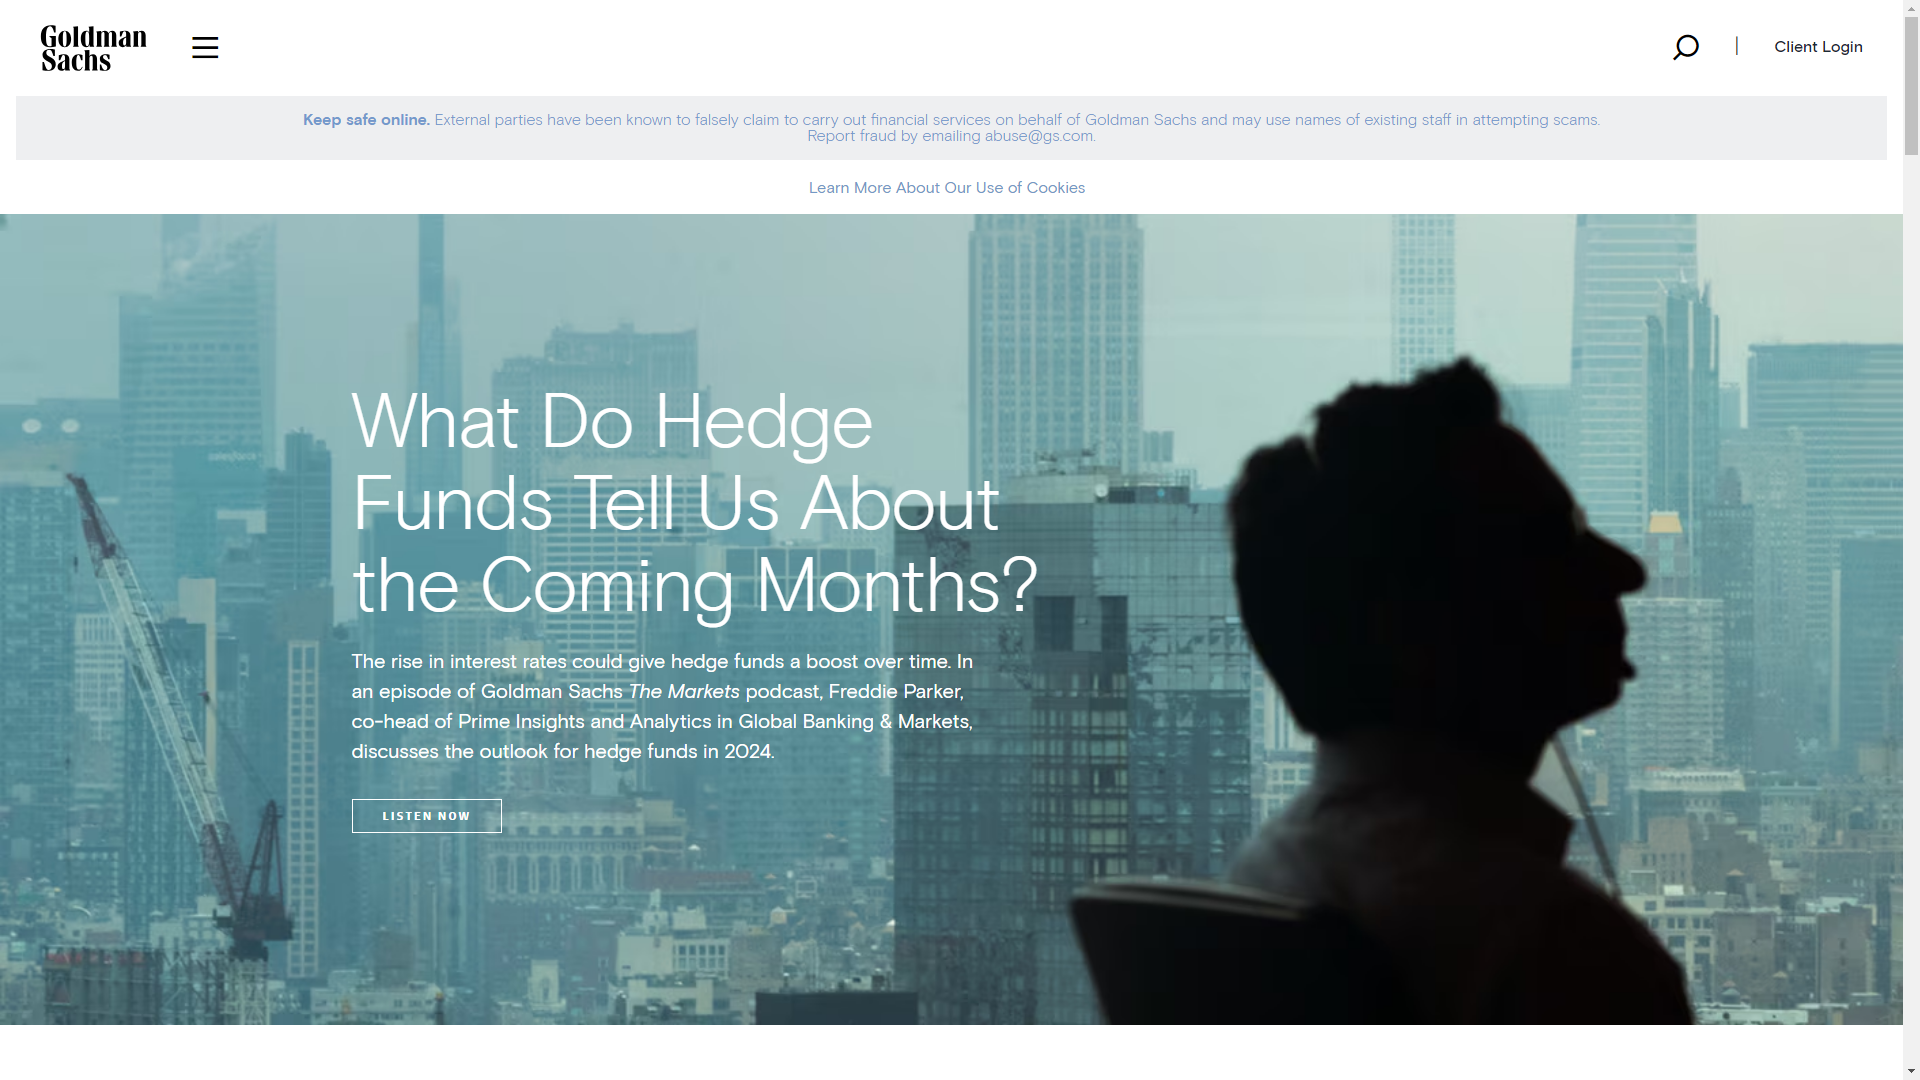 Goldman
Sachs
Client Login
Keep safe online. External parties have been known to falsely claim to carry out financial services on behalf of Goldman Sachs and may use names of existing staff in attempting scams.
Report fraud by emailing abuse@gs.com.
Learn More About Our Use of Cookies
salesforce
What Do Hedge
Funds Tell Us About
the Coming Months?
The rise in interest rates could give hedge funds a boost over time. In
an episode of Goldman Sachs The Markets podcast, Freddie Parker,
co-head of Prime Insights and Analytics in Global Banking & Markets,
discusses the outlook for hedge funds in 2024.
LISTEN NOW